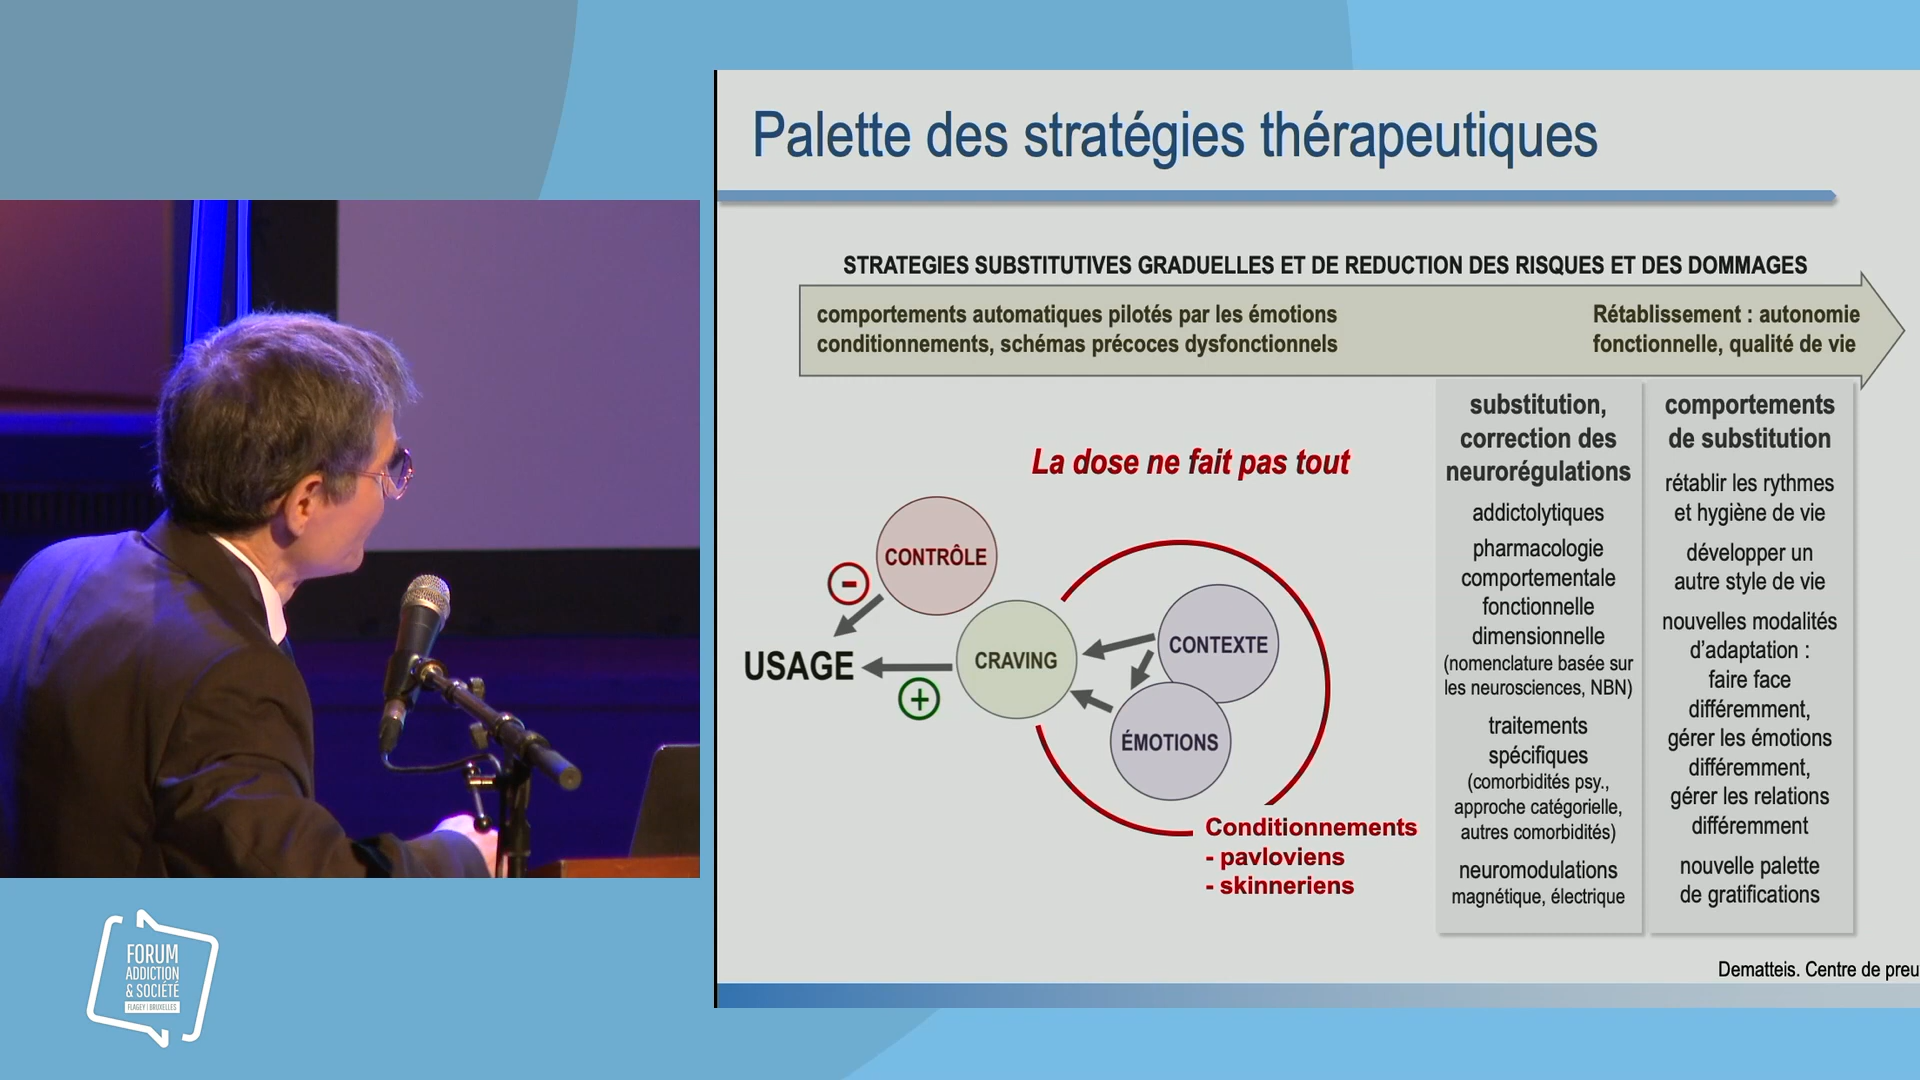 Palette des stratégies thérapeutiques
STRATEGIES SUBSTITUTIVES GRADUELLES ET DE REDUCTION DES RISQUES ET DES DOMMAGES
comportements automatiques pilotés par les émotions
conditionnements, schémas précoces dysfonctionnels
Rétablissement : autonomie
fonctionnelle, qualité de vie
La dose ne fait pas tout
CONTRÔLE
-
USAGE
+
CRAVING
CONTEXTE
ÉMOTIONS
Conditionnements
- pavloviens
- skinneriens
substitution,
correction des
neurorégulations
addictolytiques
pharmacologie
comportementale
fonctionnelle
dimensionnelle
(nomenclature basée sur
les neurosciences, NBN)
traitements
spécifiques
(comorbidités psy.,
approche catégorielle,
autres comorbidités)
neuromodulations
magnétique, électrique
comportements
de substitution
rétablir les rythmes
et hygiène de vie
développer un
autre style de vie
nouvelles modalités
d'adaptation :
faire face
différemment,
gérer les émotions
différemment,
gérer les relations
différemment
nouvelle palette
de gratifications
Dematteis. Centre de preu
FORUM
ADDICTION
& SOCIÉTÉ
FLAGEY | BRUXELLES